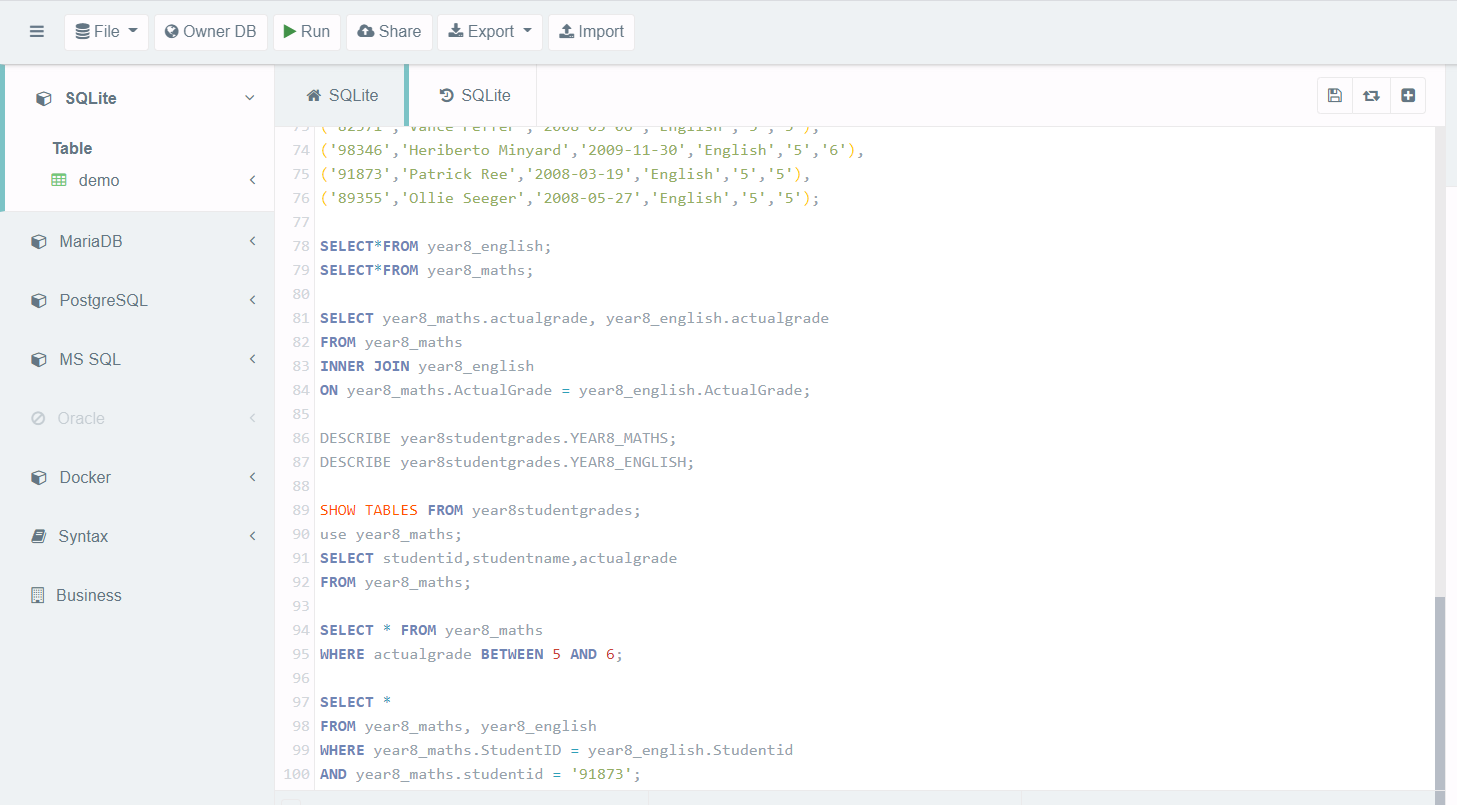 File
Owner DB
Run
Share
Export
Import
SQLite
Table
demo
MariaDB
PostgreSQL
MS SQL
Oracle
Docker
Syntax
Business
SQLite
SQLite
74 ('98346','Heriberto Minyard','2009-11-30','English','5','6'),
75 ('91873','Patrick Ree','2008-03-19','English','5','5'),
76 ('89355','Ollie Seeger','2008-05-27','English','5','5');
77
78 SELECT*FROM year8_english;
79 SELECT*FROM year8_maths;
80
81 SELECT year8_maths.actualgrade, year8_english.actualgrade
82 FROM year8_maths
83 INNER JOIN year8_english
84 ON year8_maths.ActualGrade = year8_english.ActualGrade;
85
86 DESCRIBE year8studentgrades.YEAR8_MATHS;
87 DESCRIBE year8studentgrades.YEAR8_ENGLISH;
88
89 SHOW TABLES FROM year8studentgrades;
90 use year8_maths;
91 SELECT studentid,studentname,actualgrade
92 FROM year8_maths;
93
94 SELECT * FROM year8_maths
95 WHERE actualgrade BETWEEN 5 AND 6;
96
97 SELECT *
98 FROM year8_maths, year8_english
99 WHERE year8_maths.StudentID = year8_english.Studentid
100 AND year8_maths.studentid = '91873';